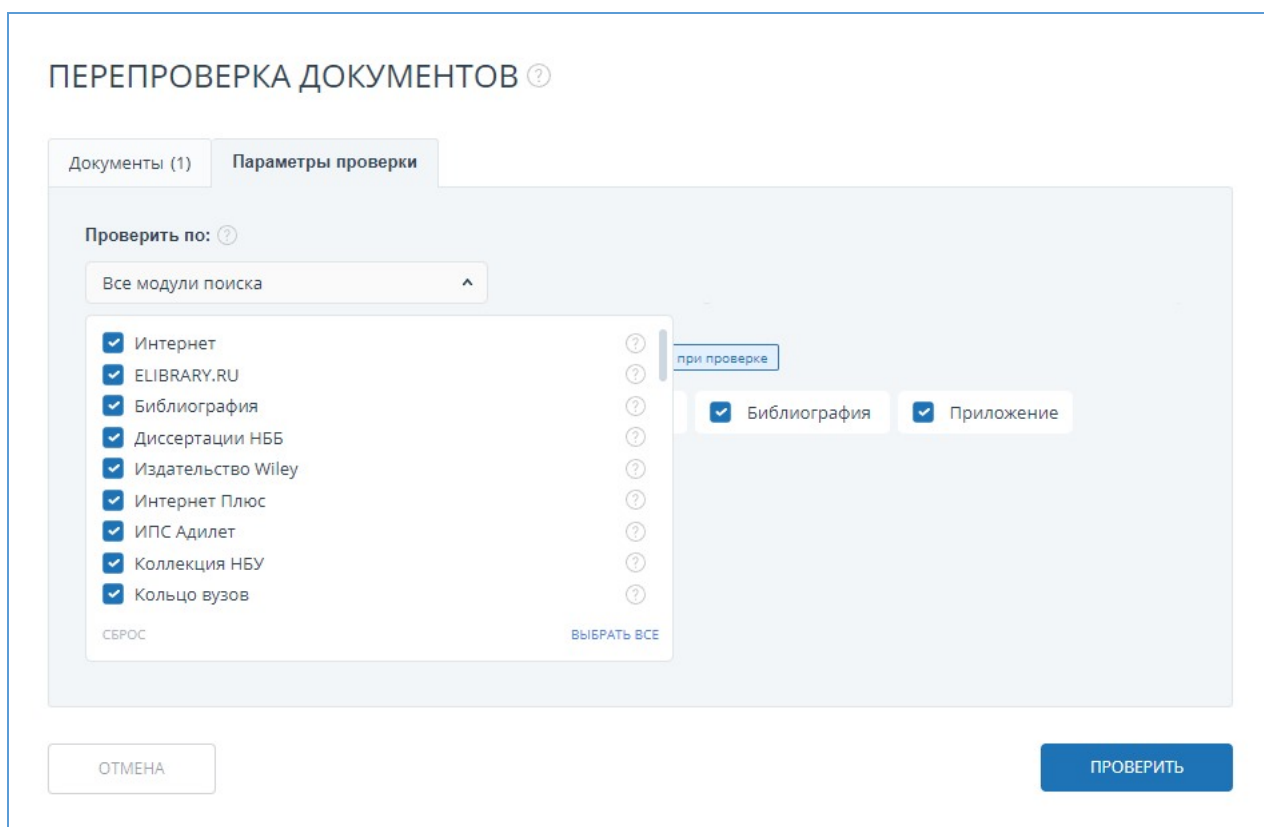 ПЕРЕПРОВЕРКА ДОКУМЕНТОВ ?
Документы (1) Параметры проверки
Проверить по: ?
Все модули поиска
Интернет ?
ELIBRARY.RU ?
при проверке
Библиография ?
Библиография Приложение
Диссертации НББ ?
Издательство Wiley ?
Интернет Плюс ?
ИПС Адилет ?
Коллекция НБУ ?
Кольцо вузов ?
СБРОС ВЫБРАТЬ ВСЕ
ОТМЕНА ПРОВЕРИТЬ